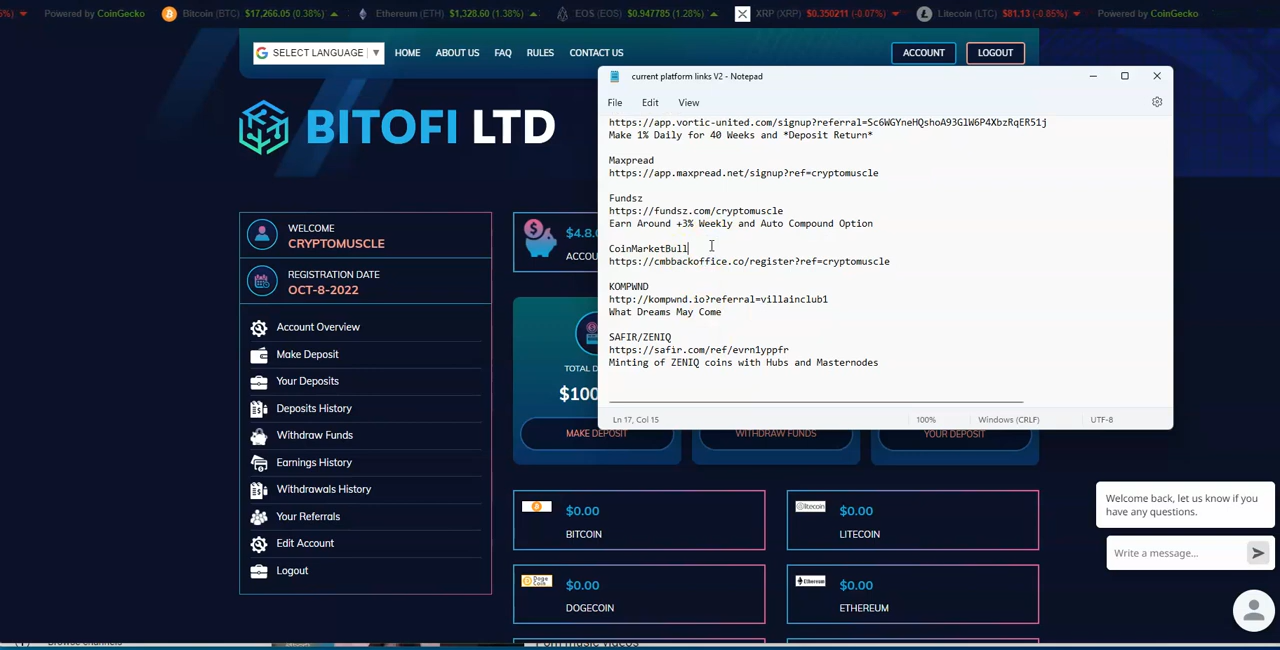 5%)
Powered by CoinGecko
Bitcoin (BTC) $17,266.05 (0.38%)
Ethereum (ETH) $1,328.60 (1.38%)
EOS (EOS) $0.947785 (1.28%)
XRP (XRP) $0.350211 (-0.07%)
Litecoin (LTC) $81.13 (-0.85%)
Powered by CoinGecko
SELECT LANGUAGE
HOME
ABOUT US
FAQ
RULES
CONTACT US
ACCOUNT
LOGOUT
BITOFI LTD
WELCOME
CRYPTOMUSCLE
REGISTRATION DATE
OCT-8-2022
Account Overview
Make Deposit
Your Deposits
Deposits History
Withdraw Funds
Earnings History
Withdrawals History
Your Referrals
Edit Account
Logout
$4.8
ACCOU
TOTAL D
$100
MAKE DEPOSIT
WITHDRAW FUNDS
YOUR DEPOSIT
current platform links V2 - Notepad
File
Edit
View
https://app.vortic-united.com/signup?referral=Sc6WGYneHQshoA93GlW6P4XbzRqER51j
Make 1% Daily for 40 Weeks and *Deposit Return*
Maxpread
https://app.maxpread.net/signup?ref=cryptomuscle
Fundsz
https://fundsz.com/cryptomuscle
Earn Around +3% Weekly and Auto Compound Option
CoinMarketBull
https://cmbbackoffice.co/register?ref=cryptomuscle
KOMPWND
http://kompwnd.io?referral=villainclub1
What Dreams May Come
SAFIR/ZENIQ
https://safir.com/ref/evrn1yppfr
Minting of ZENIQ coins with Hubs and Masternodes
Ln 17, Col 15
100%
Windows (CRLF)
UTF-8
$0.00
BITCOIN
$0.00
LITECOIN
Doge Coin
$0.00
DOGECOIN
$0.00
ETHEREUM
Welcome back, let us know if you
have any questions.
Write a message...